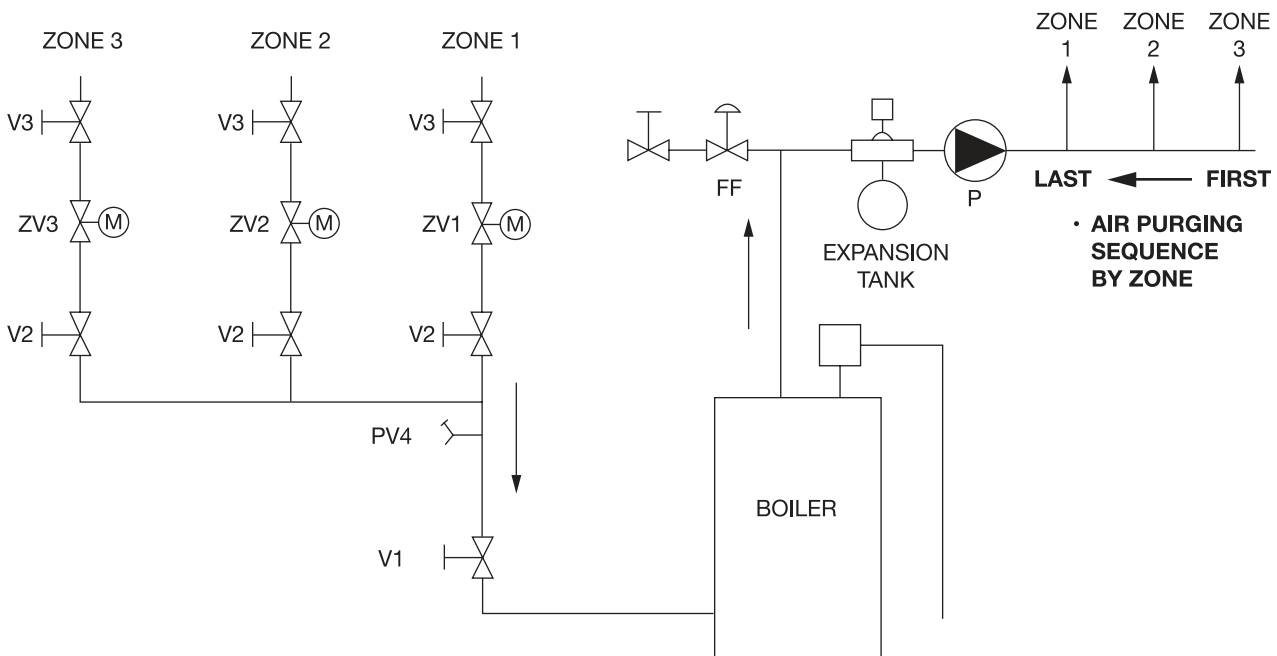 ZONE 3
ZONE 2
ZONE 1
ZONE
1
ZONE
2
ZONE
3
V3
V3
V3
FF
P
LAST
FIRST
ZV3
M
ZV2
M
ZV1
M
EXPANSION
TANK
· AIR PURGING
SEQUENCE
BY ZONE
V2
V2
V2
PV4
BOILER
V1